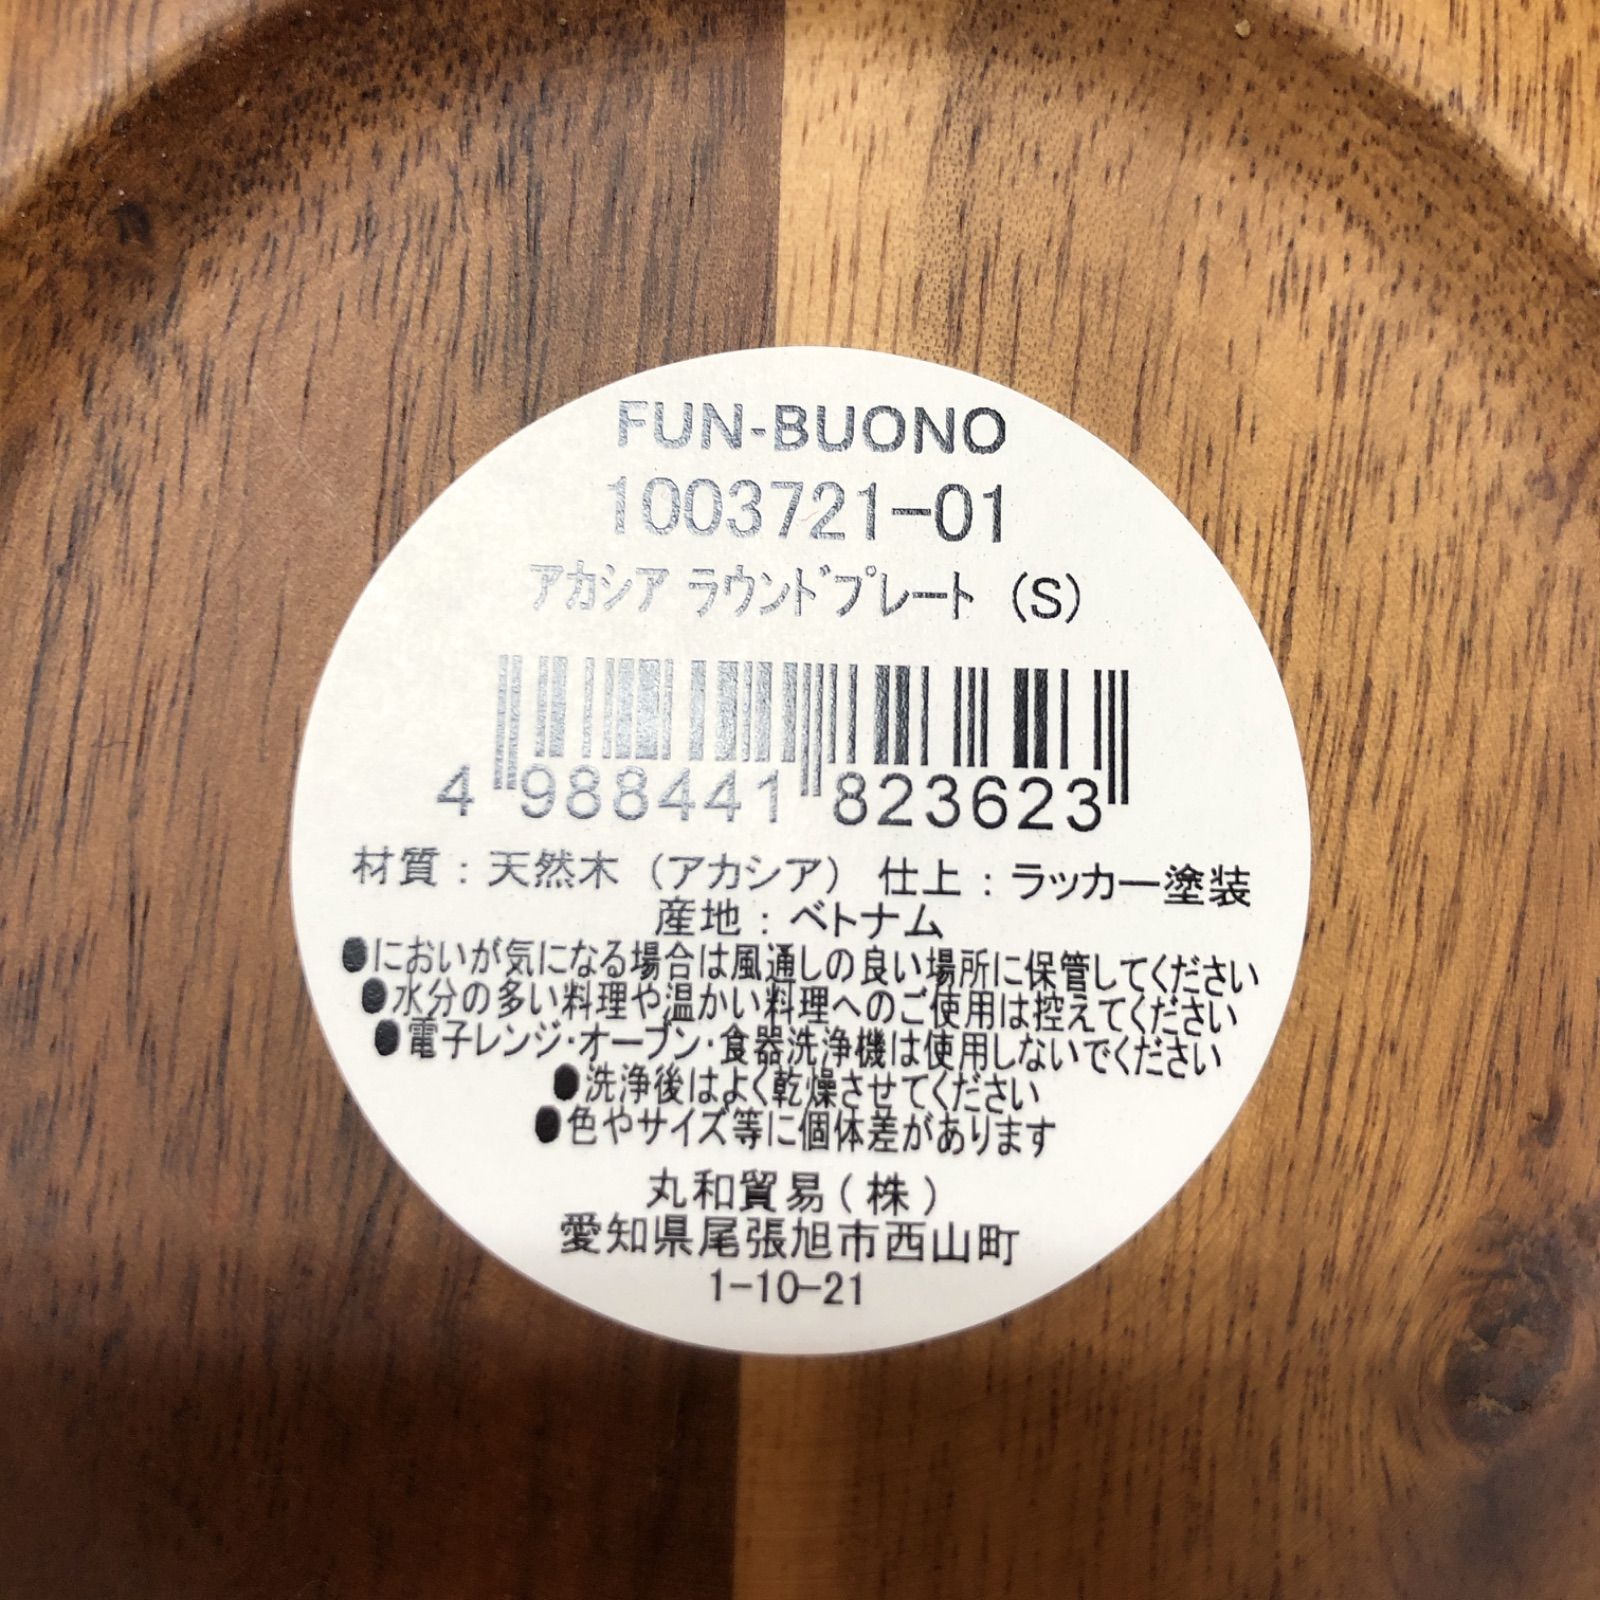 FUN-BUONO
1003721-01
アカシア ラウンドプレート (S)
4 988441 823623
材質：天然木（アカシア） 仕上：ラッカー塗装
産地：ベトナム
●においが気になる場合は風通しの良い場所に保管してください
●水分の多い料理や温かい料理へのご使用は控えてください
●電子レンジ・オーブン・食器洗浄機は使用しないでください
●洗浄後はよく乾燥させてください
●色やサイズ等に個体差があります
丸和貿易(株)
愛知県尾張旭市西山町
1-10-21